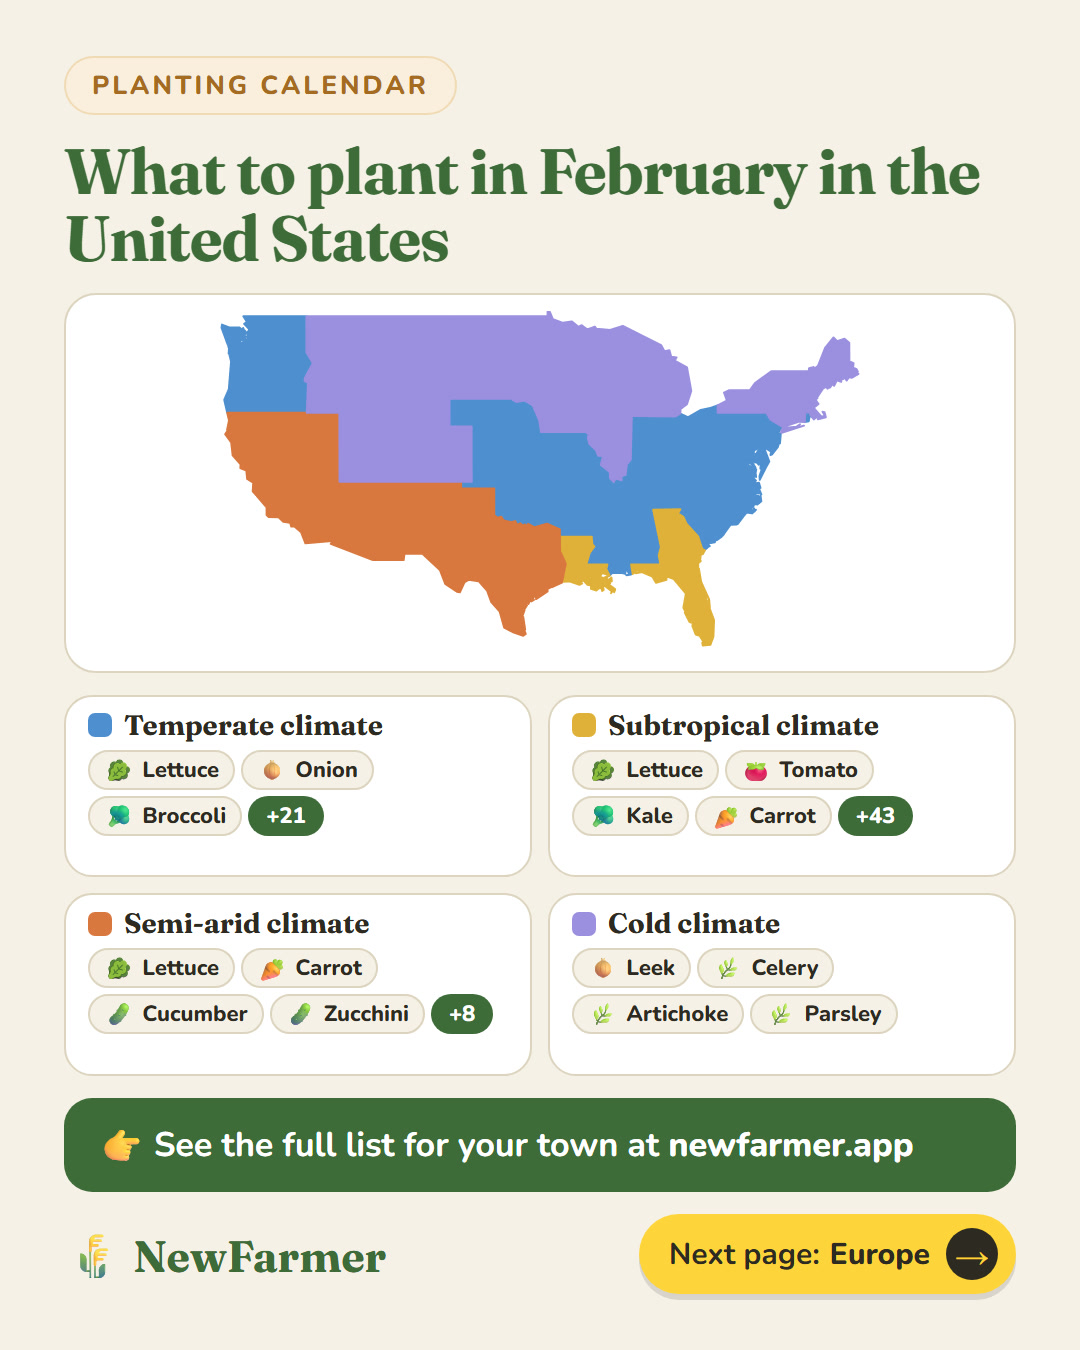 PLANTING CALENDAR
What to plant in February in the
United States
Temperate climate
Lettuce
Onion
Broccoli
+21
Subtropical climate
Lettuce
Tomato
Kale
Carrot
+43
Semi-arid climate
Lettuce
Carrot
Cucumber
Zucchini
+8
Cold climate
Leek
Celery
Artichoke
Parsley
👉 See the full list for your town at newfarmer.app
NewFarmer
Next page: Europe →